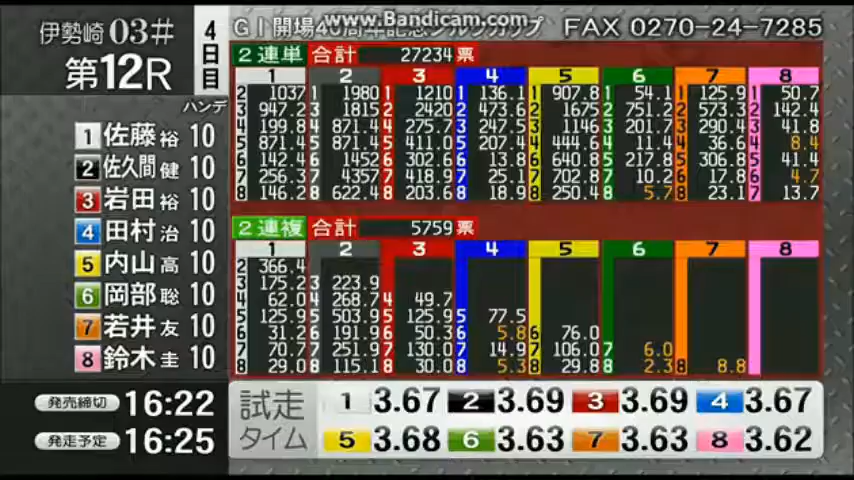 伊勢崎 03#
第12R
4日目
GⅠ開場40周年記念シルクカップ FAX 0270-24-7285
www.Bandicam.com
ハンデ
1 佐藤裕 10
2 佐久間健 10
3 岩田裕 10
4 田村治 10
5 内山高 10
6 岡部聡 10
7 若井友 10
8 鈴木圭 10
発売締切 16:22
発走予定 16:25
2連単 合計 27234票
1 2 3 4 5 6 7 8
2 1037 1 1980 1 1210 1 136.1 1 907.8 1 54.1 1 125.9 1 50.7
3 947.2 3 1815 2 2420 2 473.6 2 1675 2 751.2 2 573.3 2 142.4
4 199.8 4 871.4 4 275.7 3 247.5 3 1146 3 201.7 3 290.4 3 41.8
5 871.4 5 871.4 5 411.0 5 207.4 4 444.6 4 11.4 4 36.6 4 8.4
6 142.4 6 1452 6 302.6 6 13.8 6 640.8 5 217.8 5 306.8 5 41.4
7 256.3 7 4357 7 418.9 7 25.1 7 702.8 7 10.2 6 17.8 6 4.7
8 146.2 8 622.4 8 203.6 8 18.9 8 250.4 8 5.7 8 23.1 7 13.7
2連複 合計 5759票
1 2 3 4 5 6 7 8
2 366.4
3 175.2 3 223.9
4 62.0 4 268.7 4 49.7
5 125.9 5 503.9 5 125.9 5 77.5
6 31.2 6 191.9 6 50.3 6 5.8 6 76.0
7 70.7 7 251.9 7 130.0 7 14.9 7 106.0 7 6.0
8 29.0 8 115.1 8 30.0 8 5.3 8 29.8 8 2.3 8 8.8
試走タイム
1 3.67 2 3.69 3 3.69 4 3.67
5 3.68 6 3.63 7 3.63 8 3.62